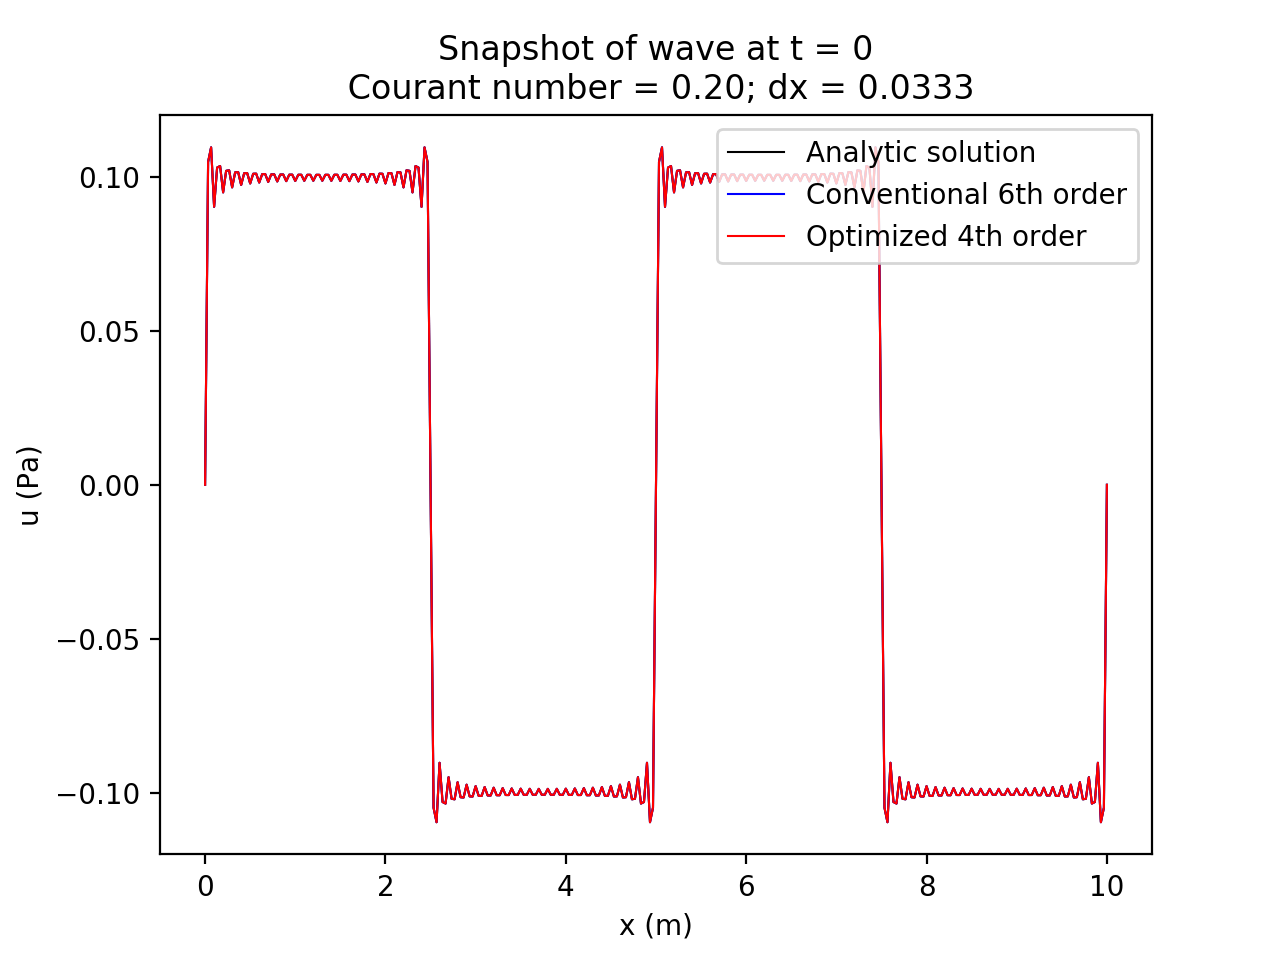 Snapshot of wave at t = 0
Courant number = 0.20; dx = 0.0333
Analytic solution
Conventional 6th order
Optimized 4th order
0.10
0.05
0.00
−0.05
−0.10
u (Pa)
0 2 4 6 8 10
x (m)